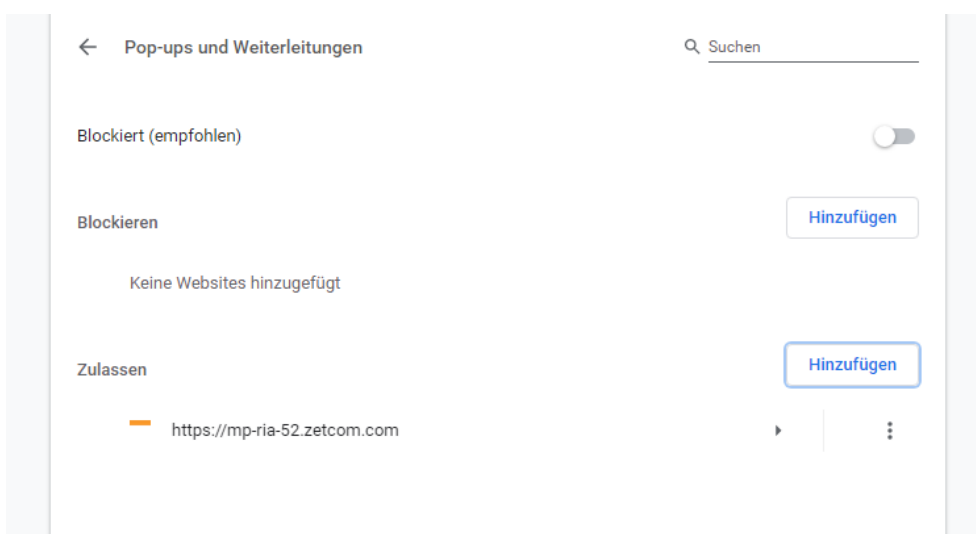 Pop-ups und Weiterleitungen
Suchen
Blockiert (empfohlen)
Blockieren
Hinzufügen
Keine Websites hinzugefügt
Zulassen
Hinzufügen
https://mp-ria-52.zetcom.com